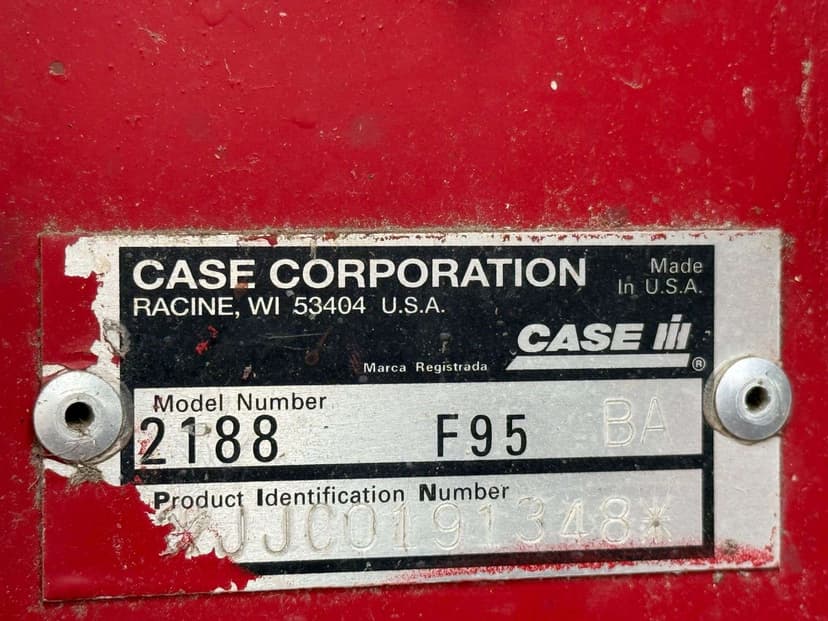 CASE CORPORATION
Made
In U.S.A.
RACINE, WI 53404 U.S.A.
CASE IH
®
Marca Registrada
Model Number
2188 F95 BA
Product Identification Number
*JJC0191348*